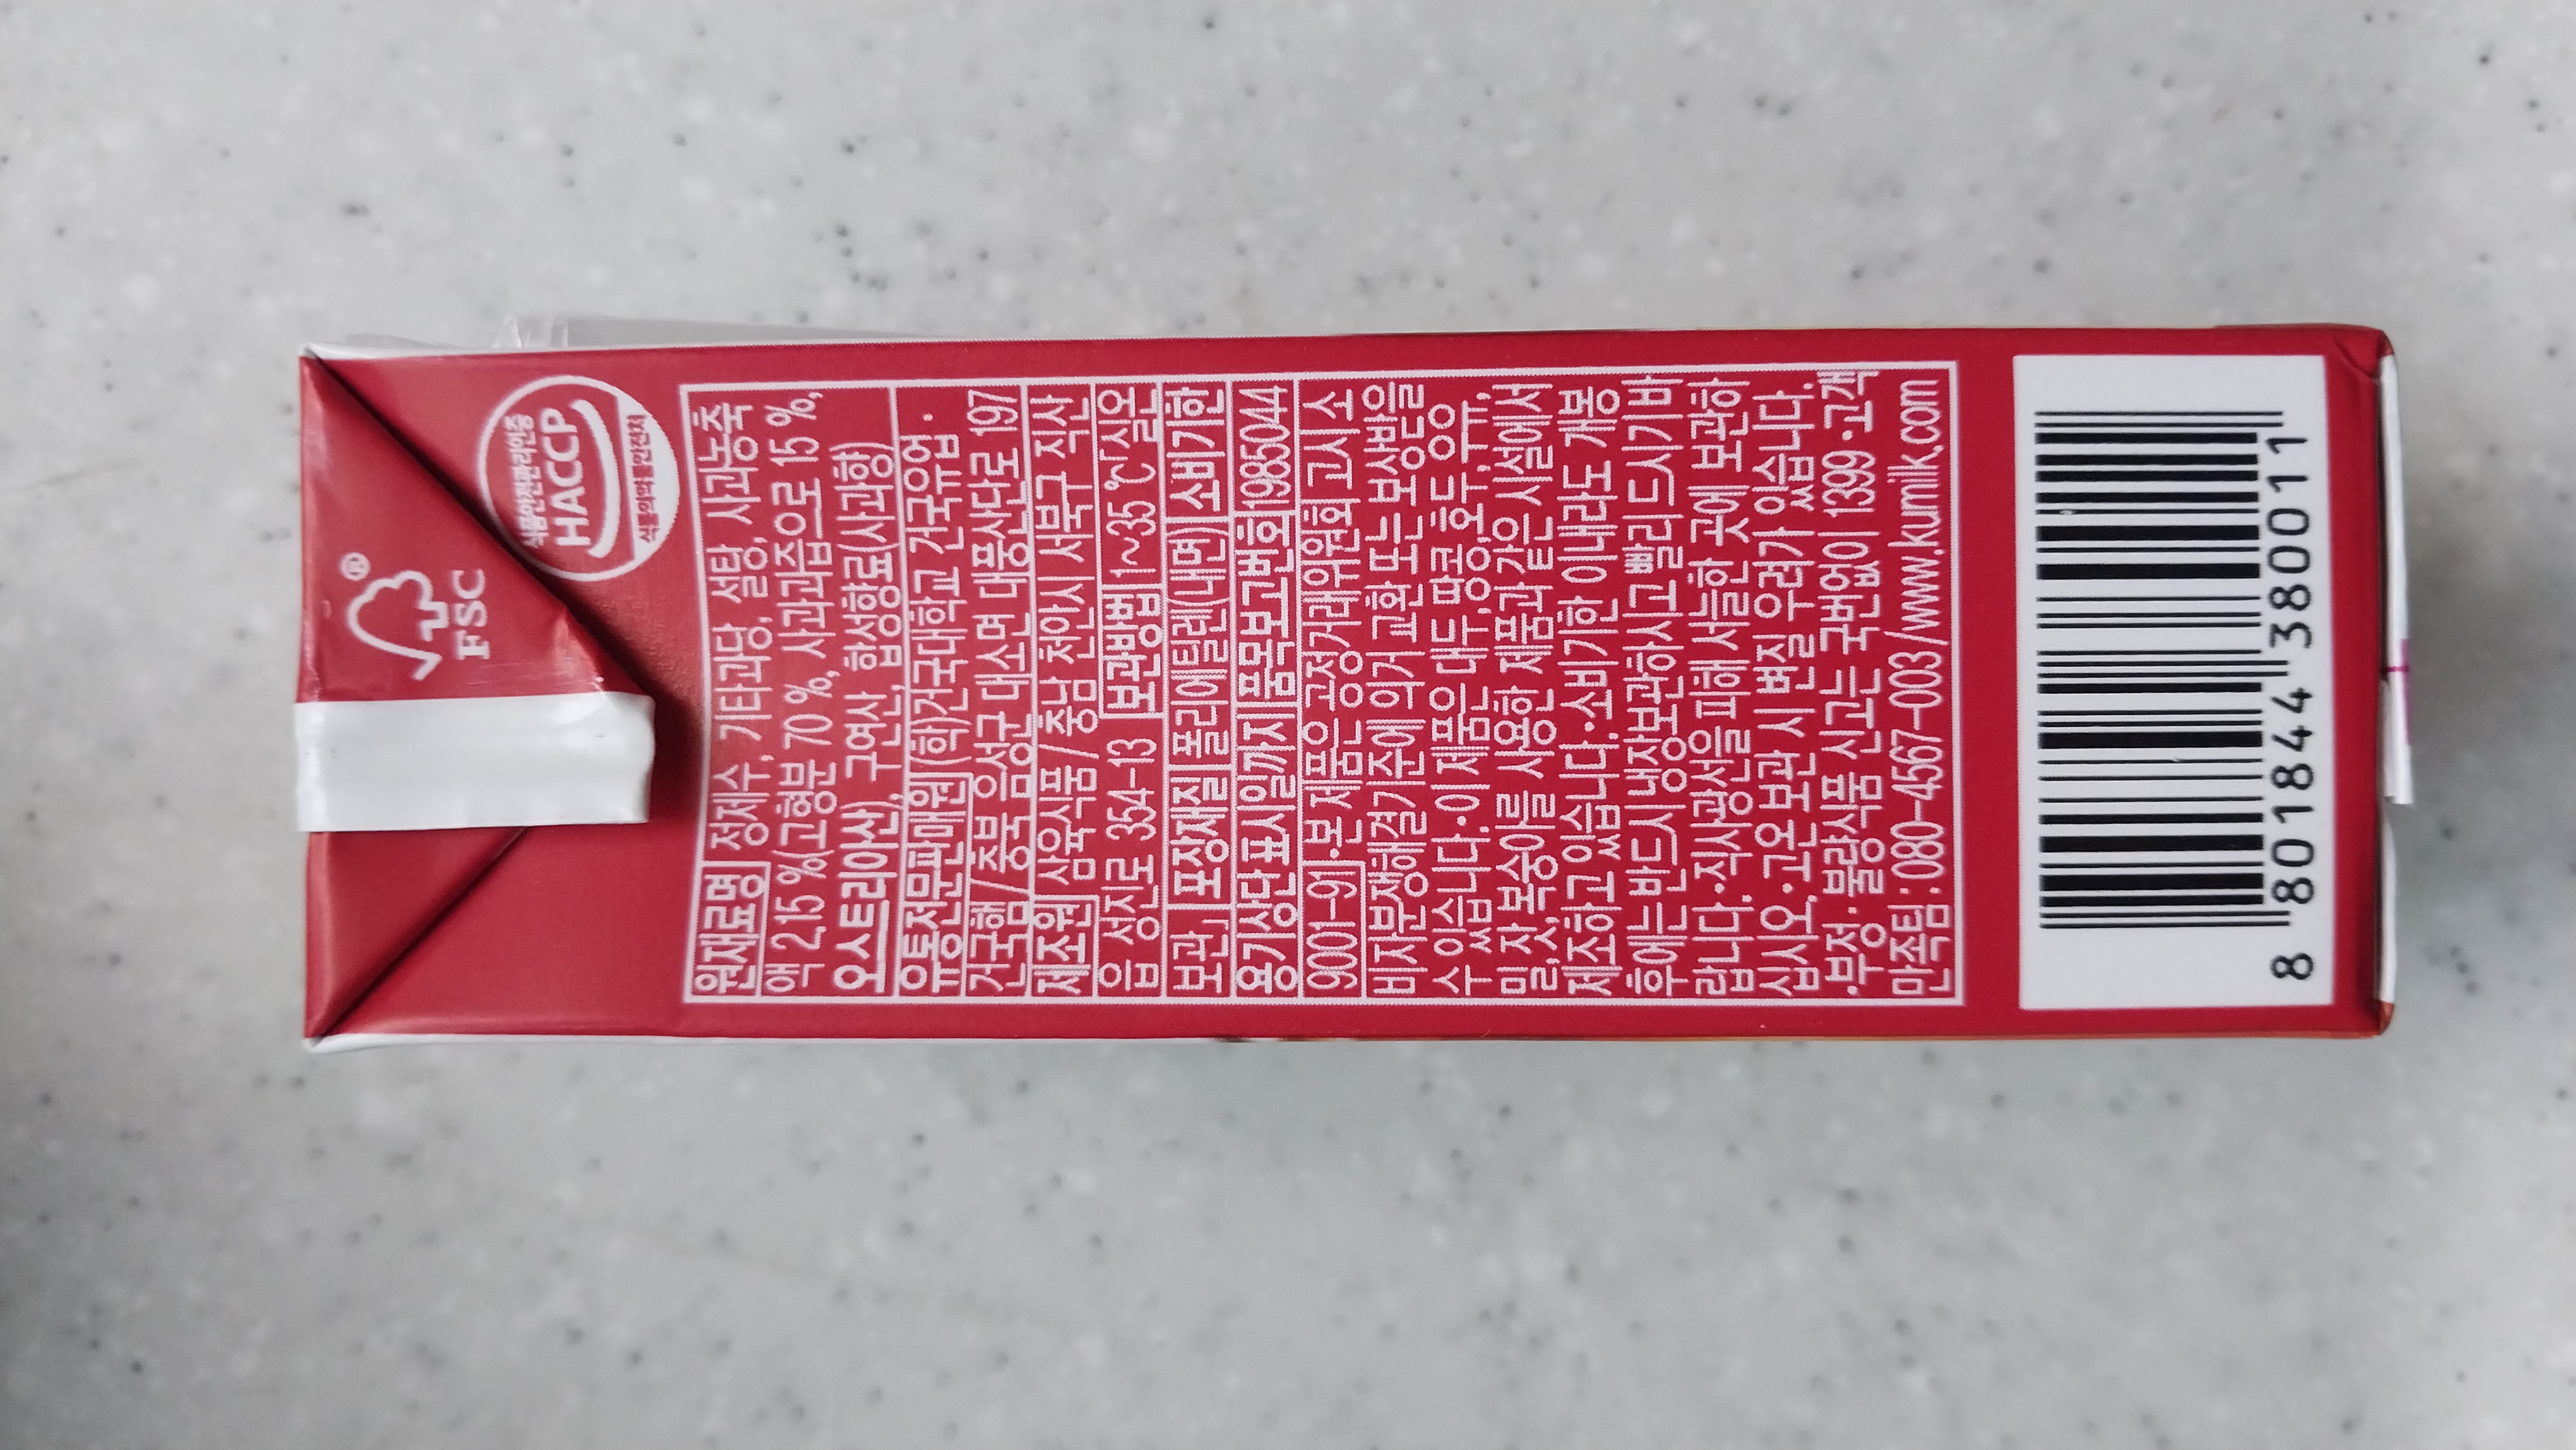 FSC
®
식품안전관리인증
HACCP
식품의약품안전처
원재료명 정제수, 기타과당, 설탕, 사과농축
액 2.15 %(고형분 70 %, 사과과즙으로 15 %,
오스트리아산), 구연산, 합성향료(사과향)
유통전문판매원 (학)건국대학교 건국유업·
건국햄 / 충북 음성군 대소면 대풍산단로 197
제조원 삼육식품 / 충남 천안시 서북구 직산
읍 성진로 354-13 보관방법 1~35 ℃「실온
보관」 포장재질 폴리에틸렌(내면) 소비기한
용기상단 표시일까지 품목보고번호 1985044
9001-91 •본 제품은 공정거래위원회 고시 소
비자분쟁해결기준에 의거 교환 또는 보상받을
수 있습니다.•이 제품은 대두, 땅콩, 호두, 잣등
밀, 잣, 복숭아를 사용한 제품과 같은 시설에서
제조하고 있습니다.•소비기한 이내라도 개봉
후에는 반드시 냉장보관하시고 빨리 드시기 바
랍니다.•직사광선을 피해 서늘한 곳에 보관하
십시오.•고온 보관 시 변질 우려가 있습니다.
•부정·불량식품 신고는 국번없이 1399•고객
만족팀 : 080-4567-003 / www.kumilk.com
8 801844 380011